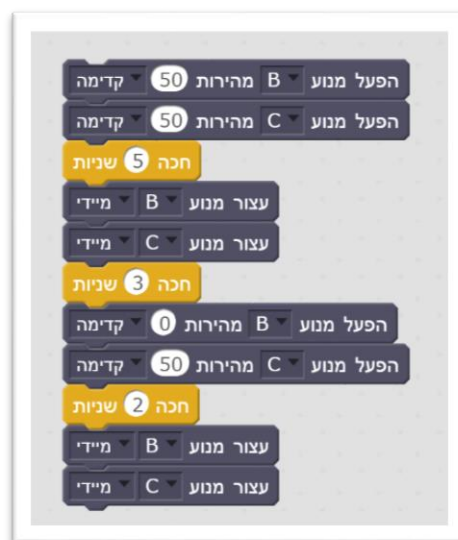 הפעל מנוע B מהירות 50 קדימה
הפעל מנוע C מהירות 50 קדימה
חכה 5 שניות
עצור מנוע B מיידי
עצור מנוע C מיידי
חכה 3 שניות
הפעל מנוע B מהירות 0 קדימה
הפעל מנוע C מהירות 50 קדימה
חכה 2 שניות
עצור מנוע B מיידי
עצור מנוע C מיידי